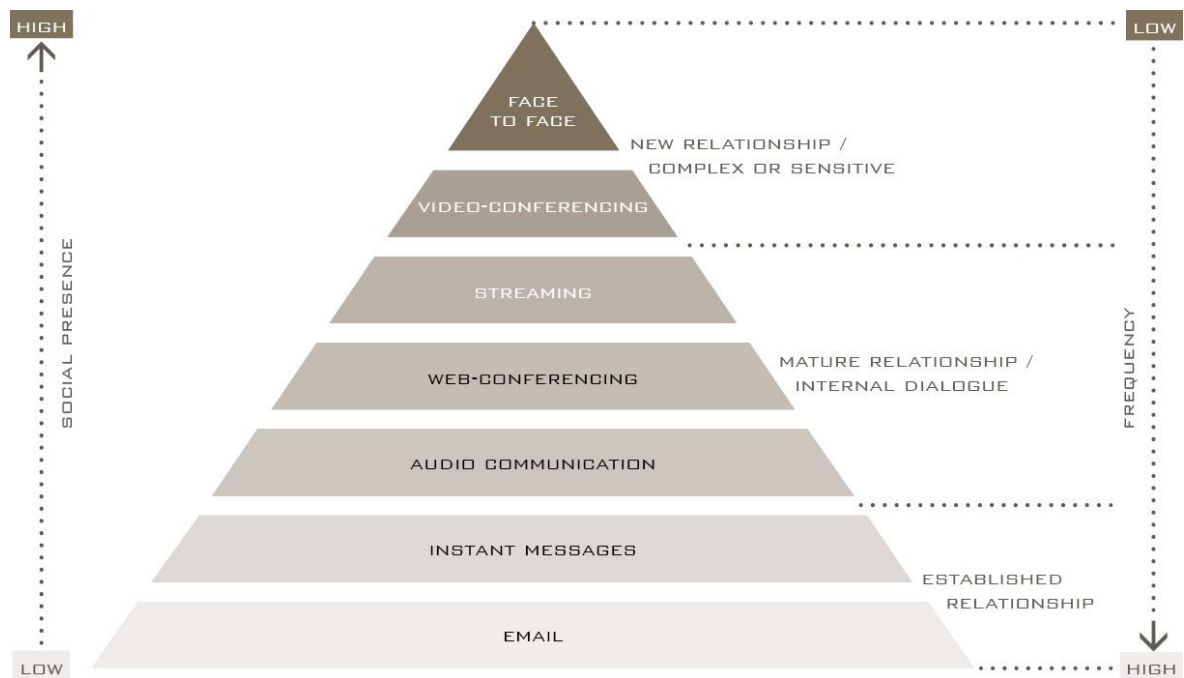 HIGH
LOW
FACE
TO FACE
NEW RELATIONSHIP /
COMPLEX OR SENSITIVE
VIDEO-CONFERENCING
STREAMING
SOCIAL PRESENCE
FREQUENCY
WEB-CONFERENCING
MATURE RELATIONSHIP /
INTERNAL DIALOGUE
AUDIO COMMUNICATION
INSTANT MESSAGES
ESTABLISHED
RELATIONSHIP
EMAIL
LOW
HIGH